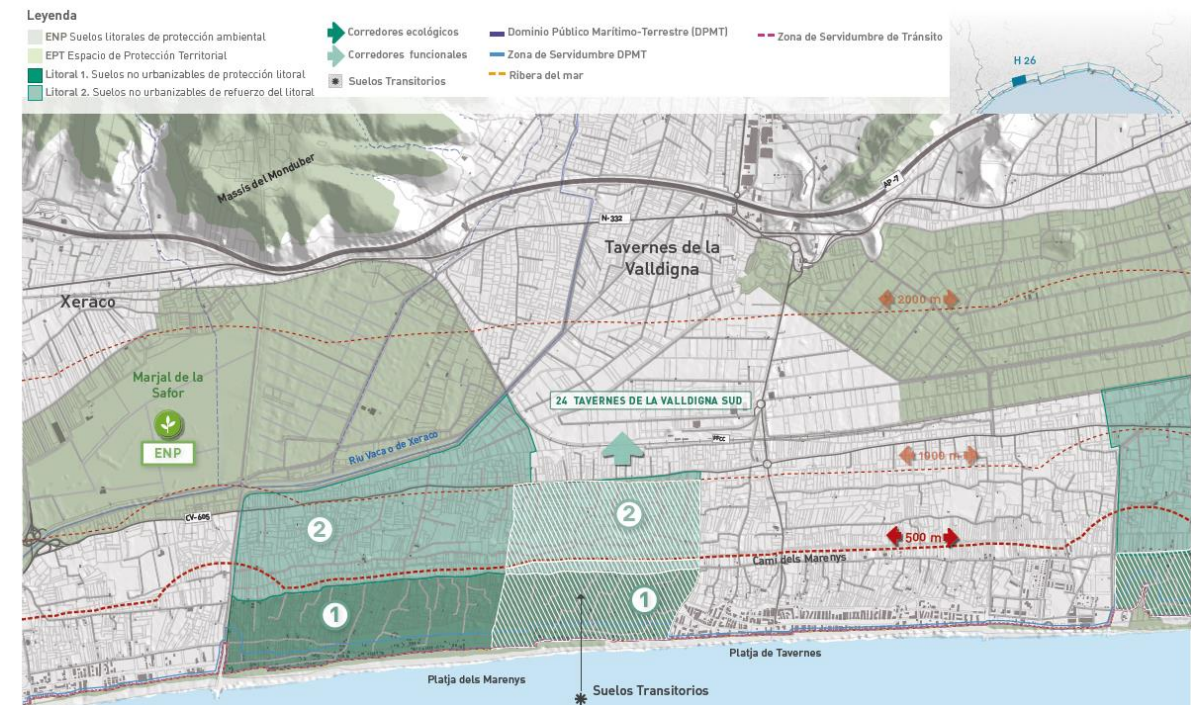 Leyenda
ENP Suelos litorales de protección ambiental
EPT Espacio de Protección Territorial
Litoral 1. Suelos no urbanizables de protección litoral
Litoral 2. Suelos no urbanizables de refuerzo del litoral
Corredores ecológicos
Corredores funcionales
Suelos Transitorios
Dominio Público Marítimo-Terrestre (DPMT)
Zona de Servidumbre DPMT
Ribera del mar
Zona de Servidumbre de Tránsito
H 26
Massís del Monduber
AP-7
N-332
Tavernes de la
Valldigna
Xeraco
2000 m
Marjal de la
Safor
ENP
24 TAVERNES DE LA VALLDIGNA SUD
FFCC
Riu Vaca o de Xeraco
1000 m
CV-605
2
2
500 m
Camí dels Marenys
1
1
Platja de Tavernes
Platja dels Marenys
Suelos Transitorios